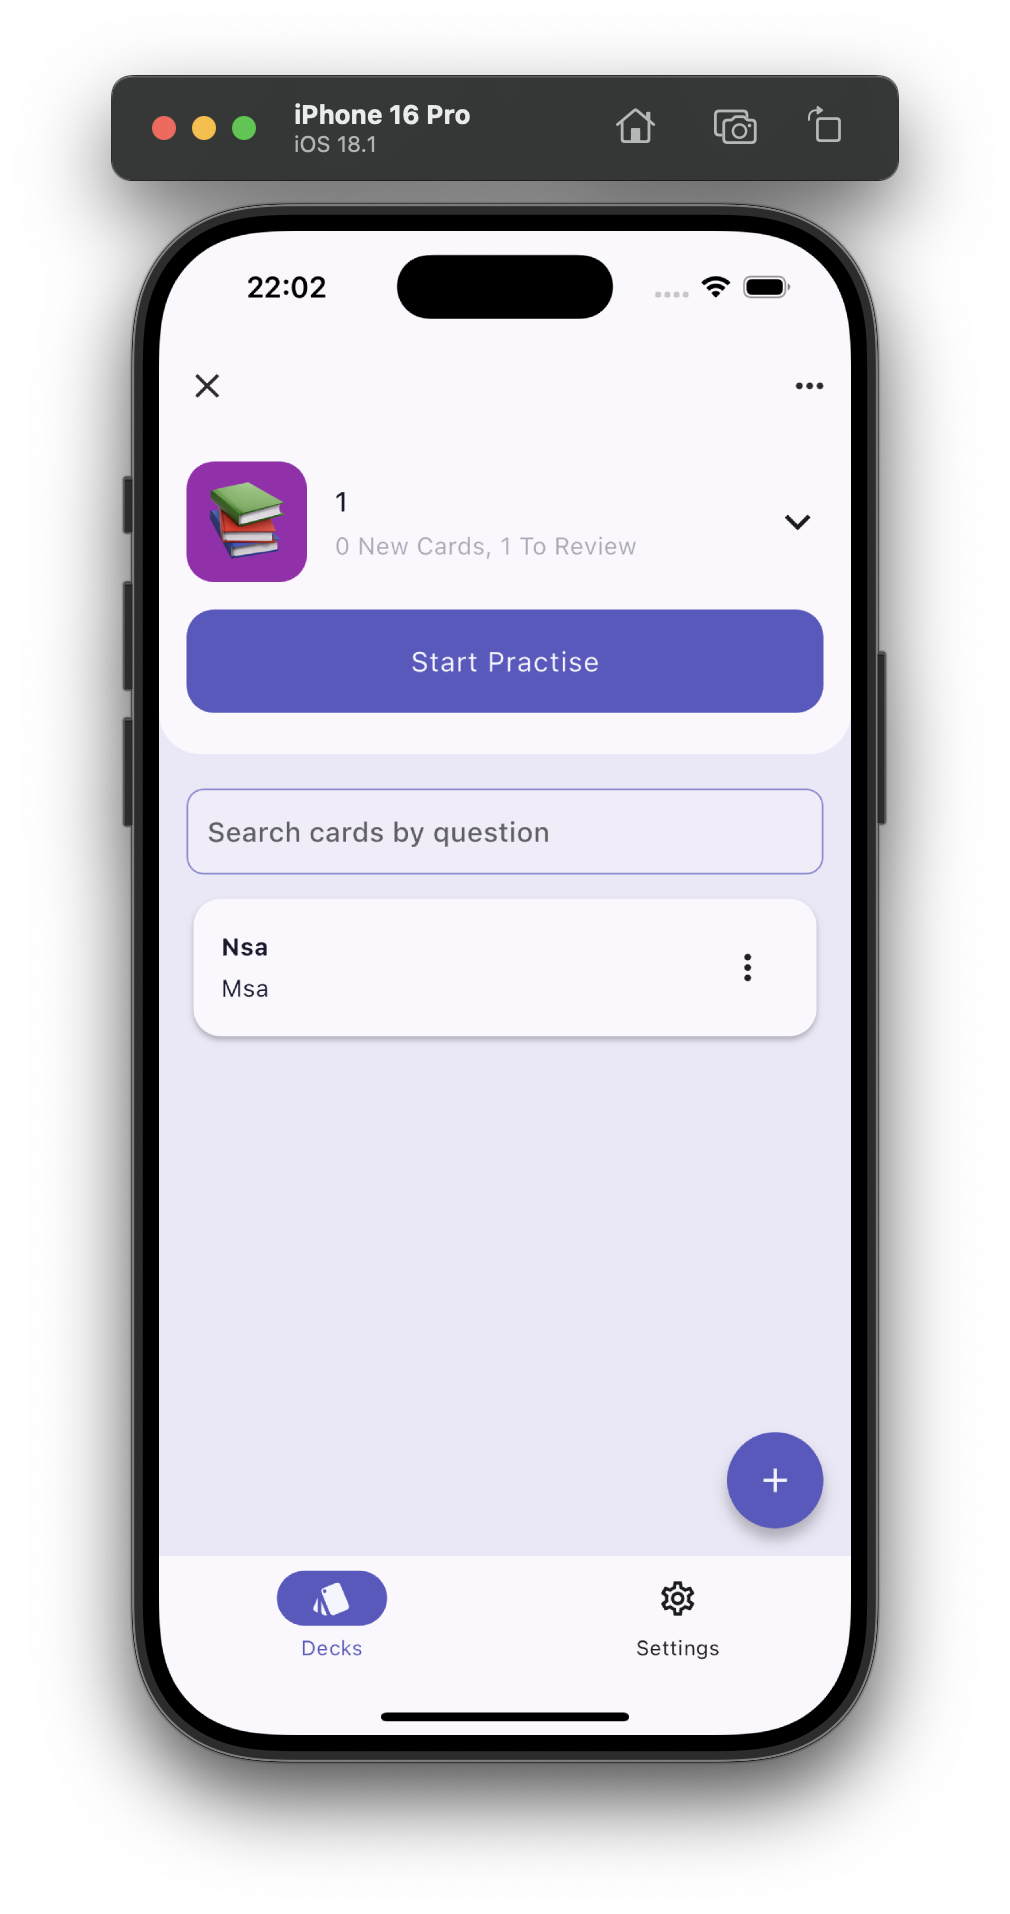 iPhone 16 Pro
iOS 18.1
22:02
1
0 New Cards, 1 To Review
Start Practise
Search cards by question
Nsa
Msa
Decks
Settings